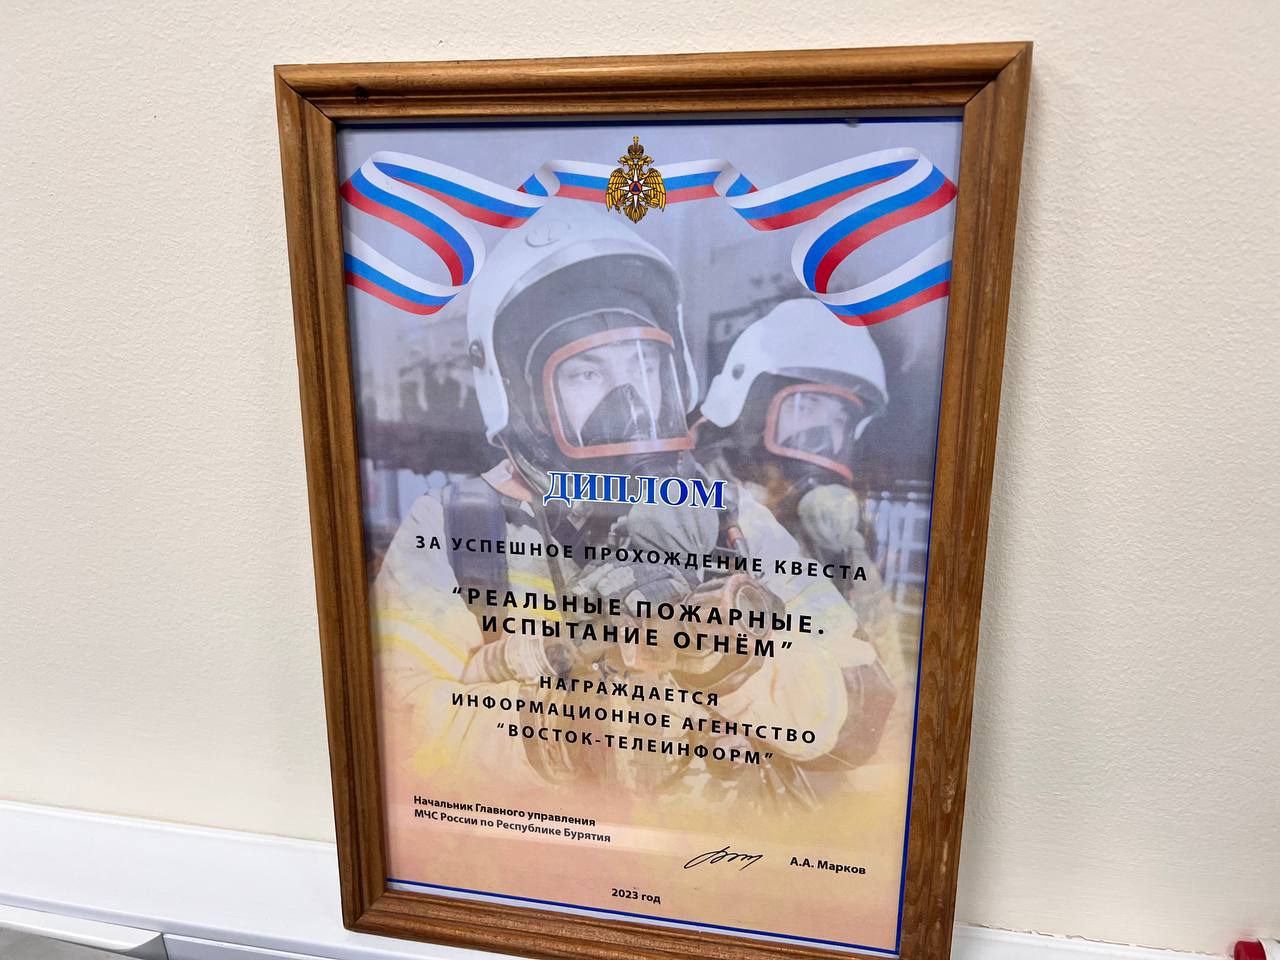 ДИПЛОМ
ЗА УСПЕШНОЕ ПРОХОЖДЕНИЕ КВЕСТА
“РЕАЛЬНЫЕ ПОЖАРНЫЕ.
ИСПЫТАНИЕ ОГНЁМ”
НАГРАЖДАЕТСЯ
ИНФОРМАЦИОННОЕ АГЕНТСТВО
“ВОСТОК-ТЕЛЕИНФОРМ”
Начальник Главного управления
МЧС России по Республике Бурятия
А.А. Марков
2023 год